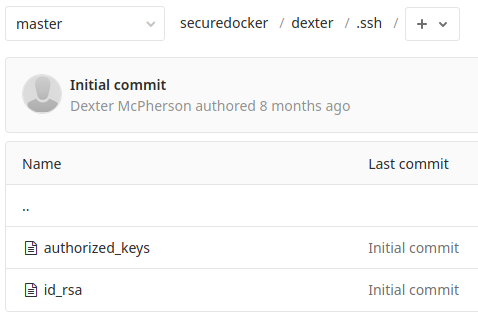 master securedocker / dexter / .ssh / +
Initial commit
Dexter McPherson authored 8 months ago
Name Last commit
..
authorized_keys Initial commit
id_rsa Initial commit